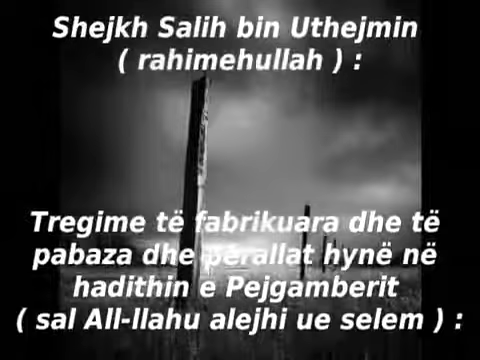 Shejkh Salih bin Uthejmin
( rahimehullah ) :
Tregime të fabrikuara dhe të
pabaza dhe përallat hynë në
hadithin e Pejgamberit
( sal All-llahu alejhi ue selem ) :